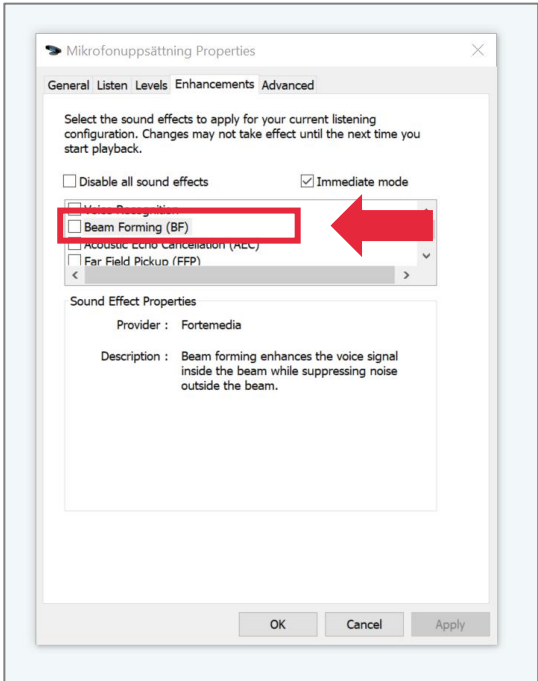 Mikrofonuppsättning Properties
General Listen Levels Enhancements Advanced
Select the sound effects to apply for your current listening
configuration. Changes may not take effect until the next time you
start playback.
Disable all sound effects Immediate mode
Voice Recognition
Beam Forming (BF)
Acoustic Echo Cancellation (AEC)
Far Field Pickup (FFP)
Sound Effect Properties
Provider : Fortemedia
Description : Beam forming enhances the voice signal
inside the beam while suppressing noise
outside the beam.
OK Cancel Apply